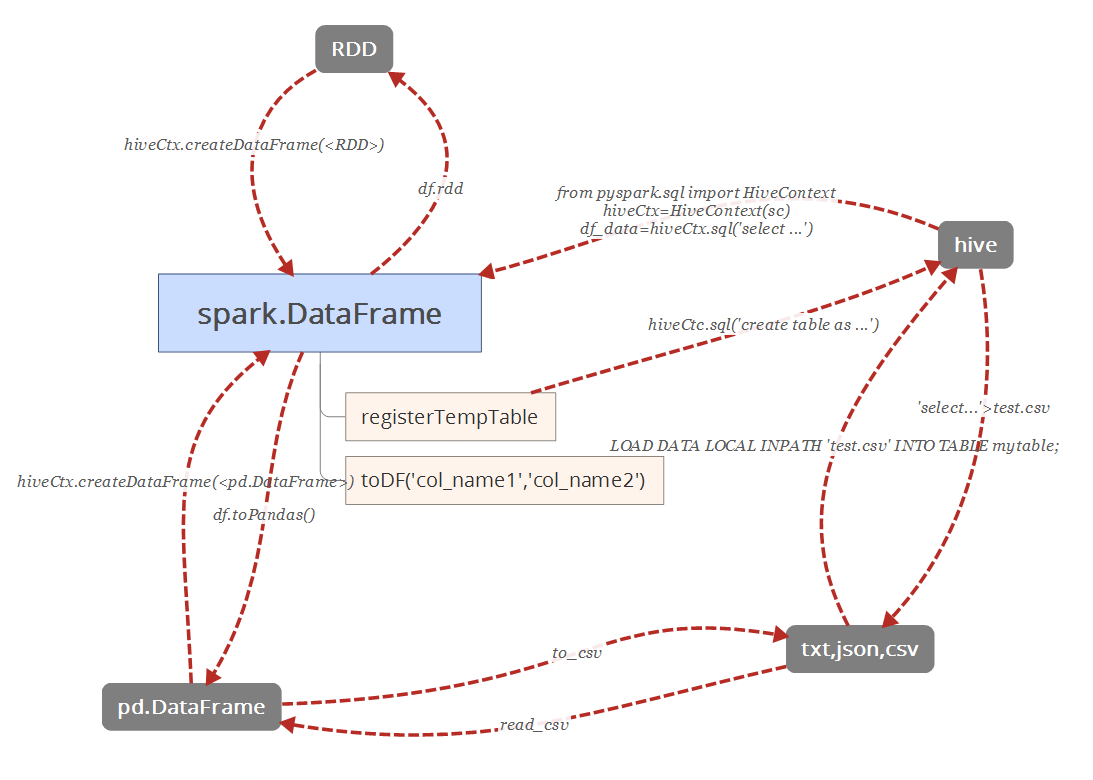 RDD
hiveCtx.createDataFrame(<RDD>)
df.rdd
from pyspark.sql import HiveContext
hiveCtx=HiveContext(sc)
df_data=hiveCtx.sql('select ...')
hive
spark.DataFrame
hiveCtc.sql('create table as ...')
registerTempTable
'select...'>test.csv
LOAD DATA LOCAL INPATH 'test.csv' INTO TABLE mytable;
hiveCtx.createDataFrame(<pd.DataFrame>)
toDF('col_name1','col_name2')
df.toPandas()
to_csv
txt,json,csv
pd.DataFrame
read_csv